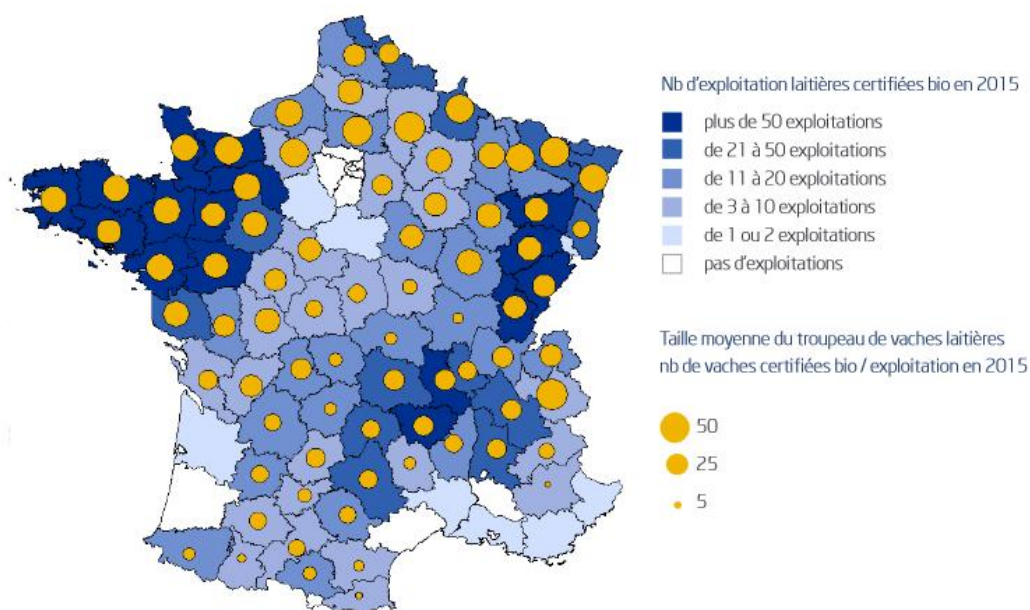 Nb d'exploitation laitières certifiées bio en 2015
plus de 50 exploitations
de 21 à 50 exploitations
de 11 à 20 exploitations
de 3 à 10 exploitations
de 1 ou 2 exploitations
pas d'exploitations
Taille moyenne du troupeau de vaches laitières
nb de vaches certifiées bio / exploitation en 2015
50
25
5